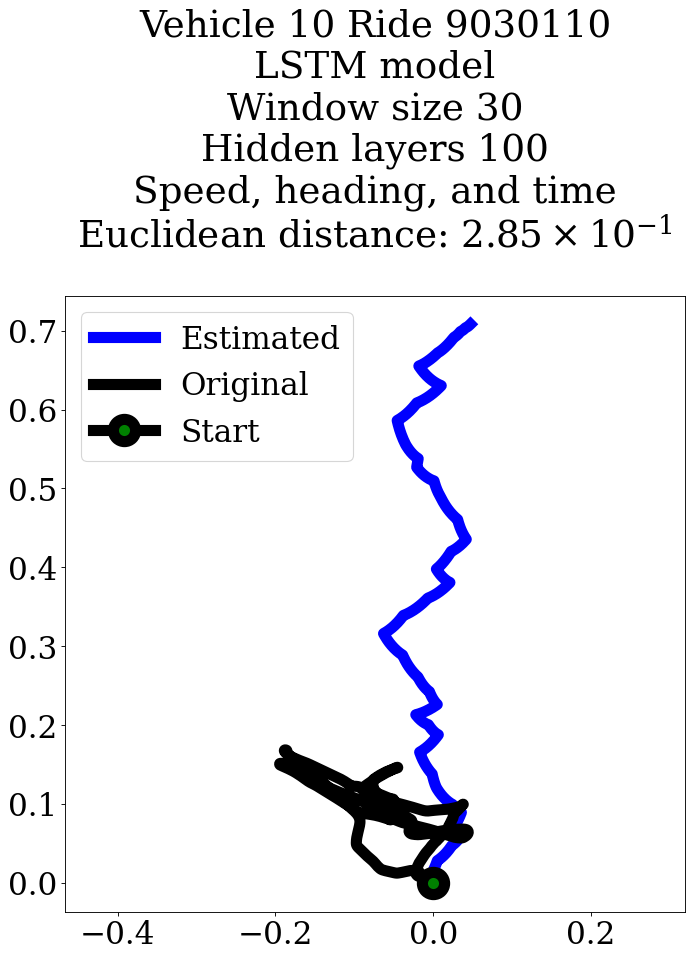 Vehicle 10 Ride 9030110
LSTM model
Window size 30
Hidden layers 100
Speed, heading, and time
Euclidean distance: 2.85 × 10⁻¹
Estimated
Original
Start
0.7
0.6
0.5
0.4
0.3
0.2
0.1
0.0
−0.4 −0.2 0.0 0.2